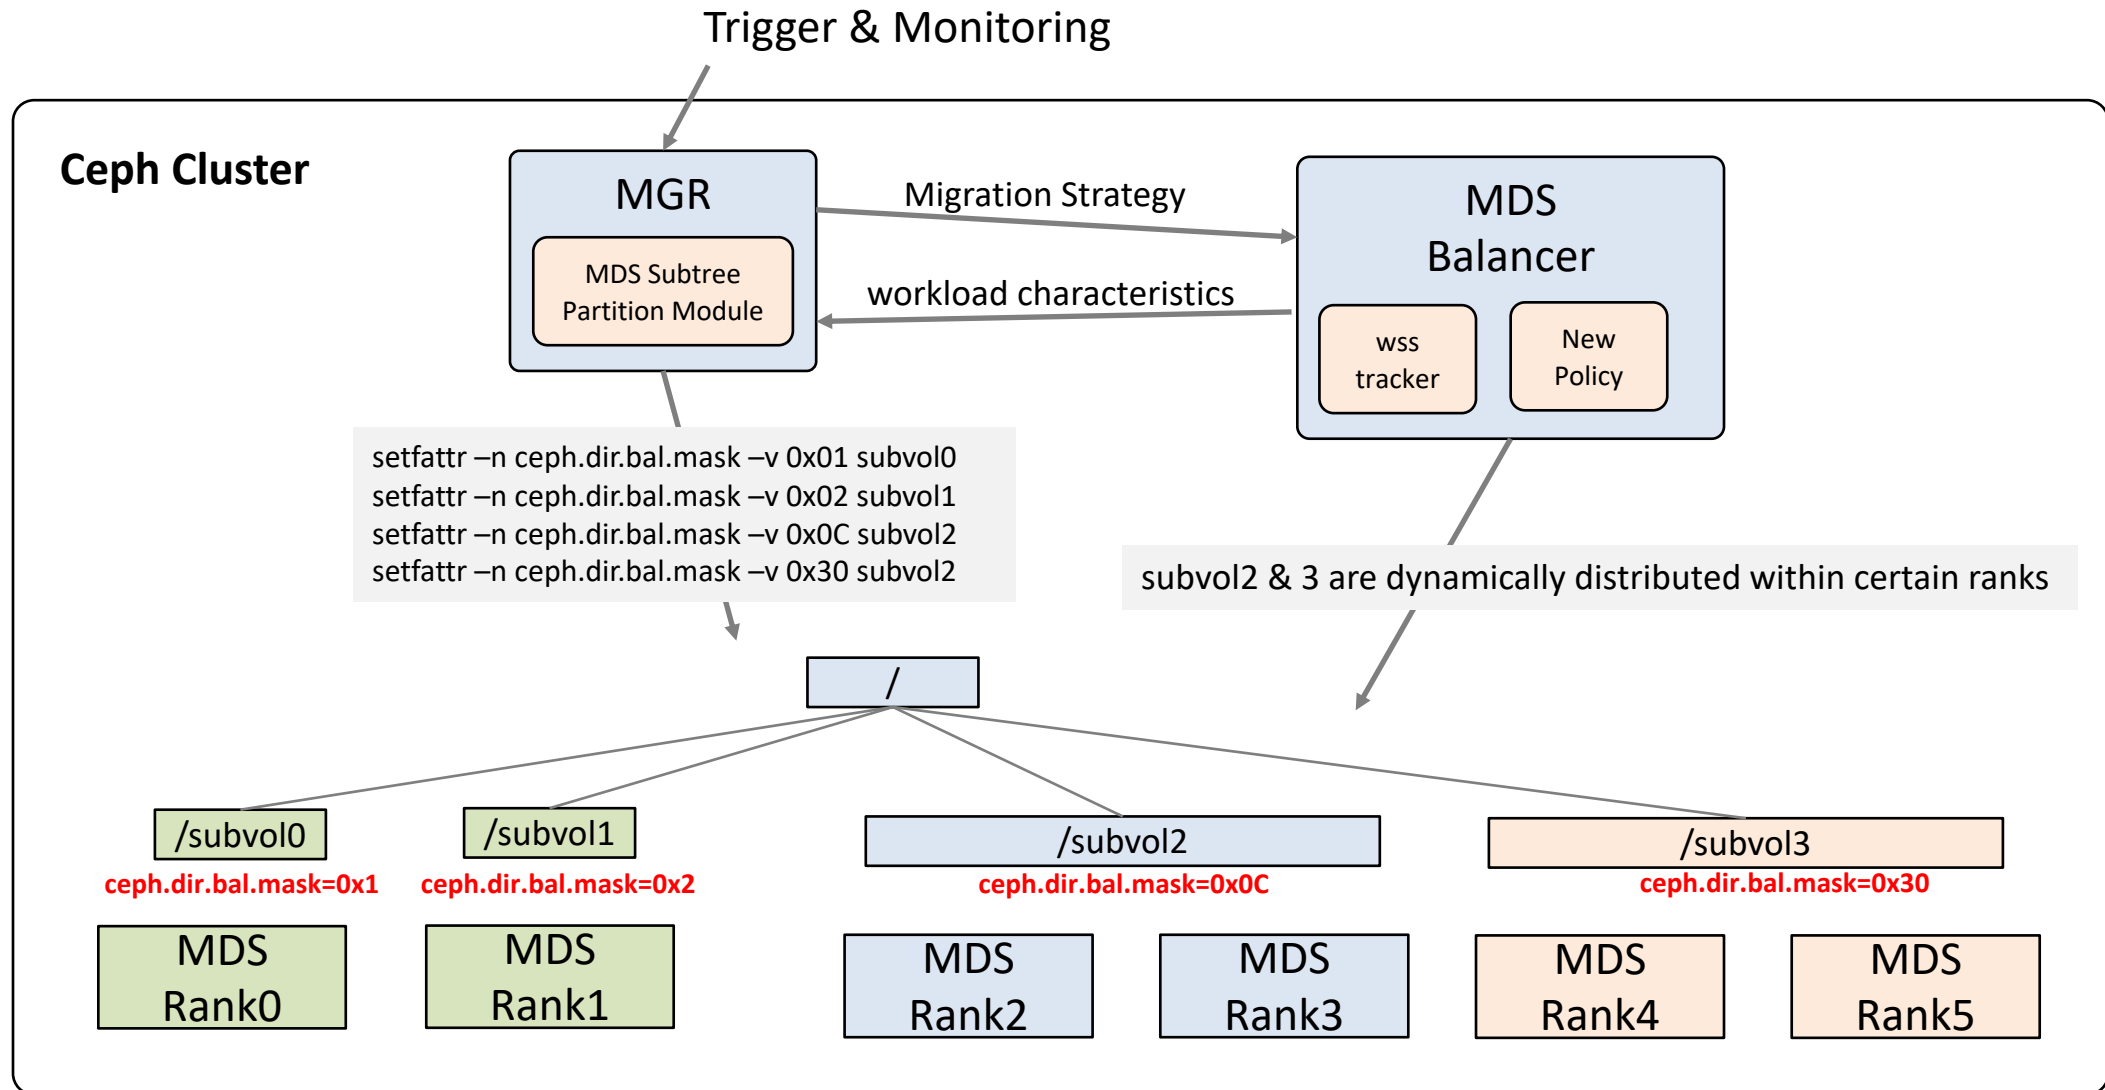 Trigger & Monitoring
Ceph Cluster
MGR
MDS Subtree
Partition Module
Migration Strategy
workload characteristics
MDS
Balancer
wss
tracker
New
Policy
setfattr –n ceph.dir.bal.mask –v 0x01 subvol0
setfattr –n ceph.dir.bal.mask –v 0x02 subvol1
setfattr –n ceph.dir.bal.mask –v 0x0C subvol2
setfattr –n ceph.dir.bal.mask –v 0x30 subvol2
subvol2 & 3 are dynamically distributed within certain ranks
/
/subvol0
/subvol1
/subvol2
/subvol3
ceph.dir.bal.mask=0x1
ceph.dir.bal.mask=0x2
ceph.dir.bal.mask=0x0C
ceph.dir.bal.mask=0x30
MDS
Rank0
MDS
Rank1
MDS
Rank2
MDS
Rank3
MDS
Rank4
MDS
Rank5